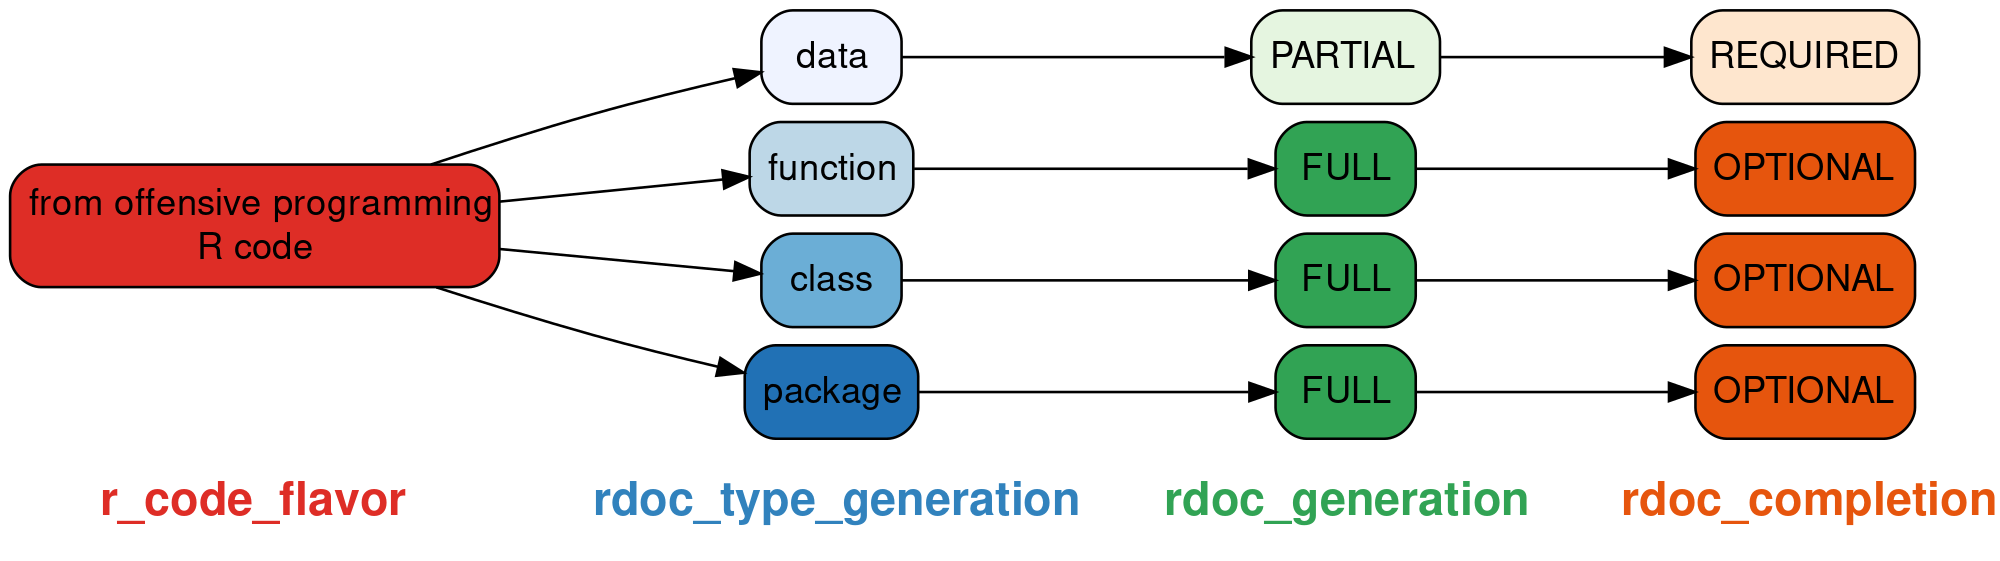 data
PARTIAL
REQUIRED
from offensive programming
R code
function
FULL
OPTIONAL
class
FULL
OPTIONAL
package
FULL
OPTIONAL
r_code_flavor
rdoc_type_generation
rdoc_generation
rdoc_completion